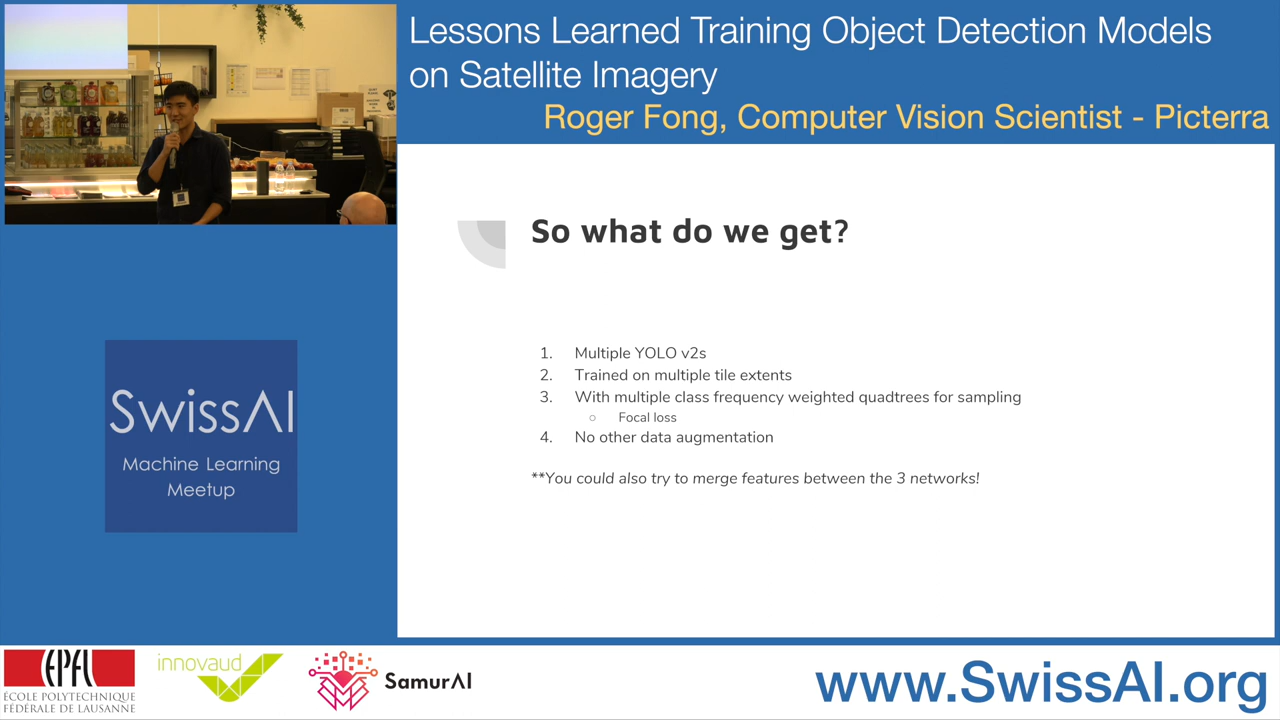 Lessons Learned Training Object Detection Models
on Satellite Imagery
Roger Fong, Computer Vision Scientist - Picterra
So what do we get?
1. Multiple YOLO v2s
2. Trained on multiple tile extents
3. With multiple class frequency weighted quadtrees for sampling
○ Focal loss
4. No other data augmentation
**You could also try to merge features between the 3 networks!
SwissAI
Machine Learning
Meetup
EPFL
ÉCOLE POLYTECHNIQUE
FÉDÉRALE DE LAUSANNE
innovaud
SamurAI
www.SwissAI.org